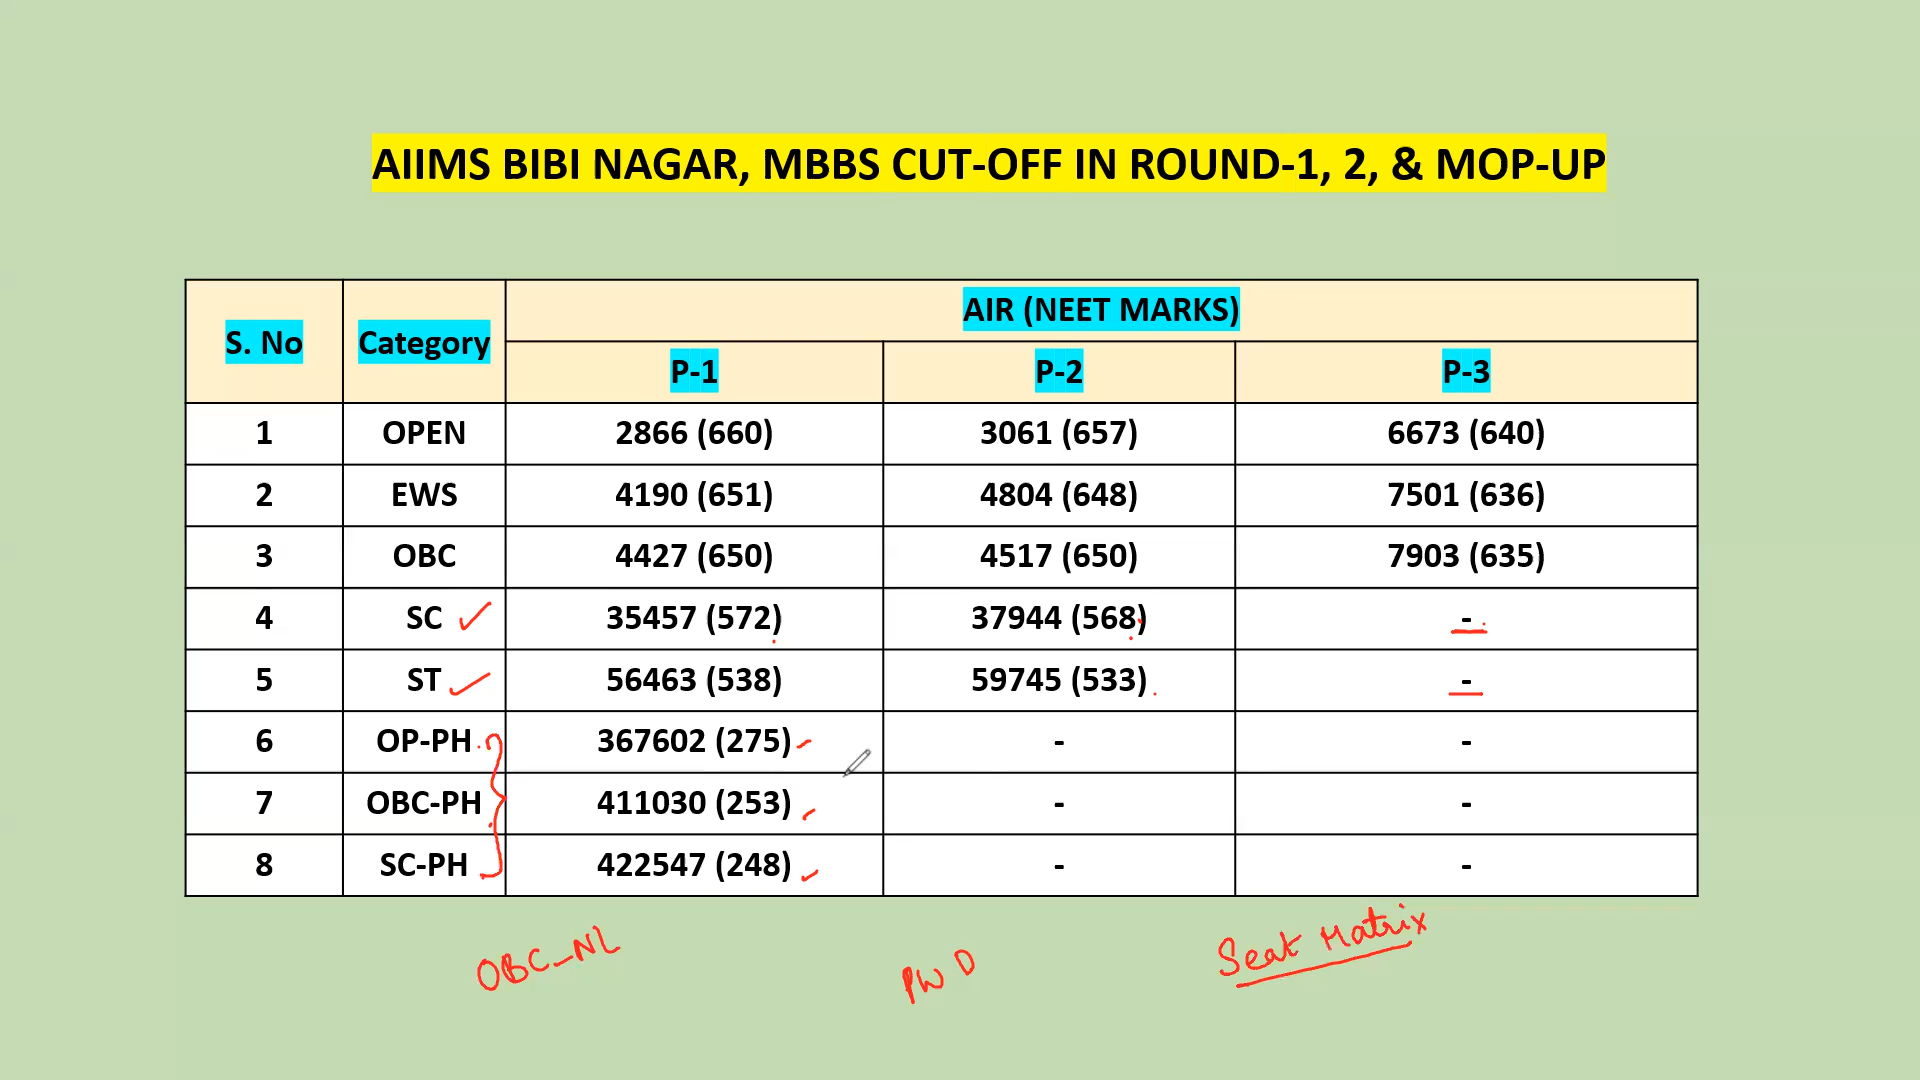 AIIMS BIBI NAGAR, MBBS CUT-OFF IN ROUND-1, 2, & MOP-UP
S. No Category AIR (NEET MARKS)
P-1 P-2 P-3
1 OPEN 2866 (660) 3061 (657) 6673 (640)
2 EWS 4190 (651) 4804 (648) 7501 (636)
3 OBC 4427 (650) 4517 (650) 7903 (635)
4 SC 35457 (572) 37944 (568) -
5 ST 56463 (538) 59745 (533) -
6 OP-PH 367602 (275) - -
7 OBC-PH 411030 (253) - -
8 SC-PH 422547 (248) - -
OBC-NL PWD Seat Matrix